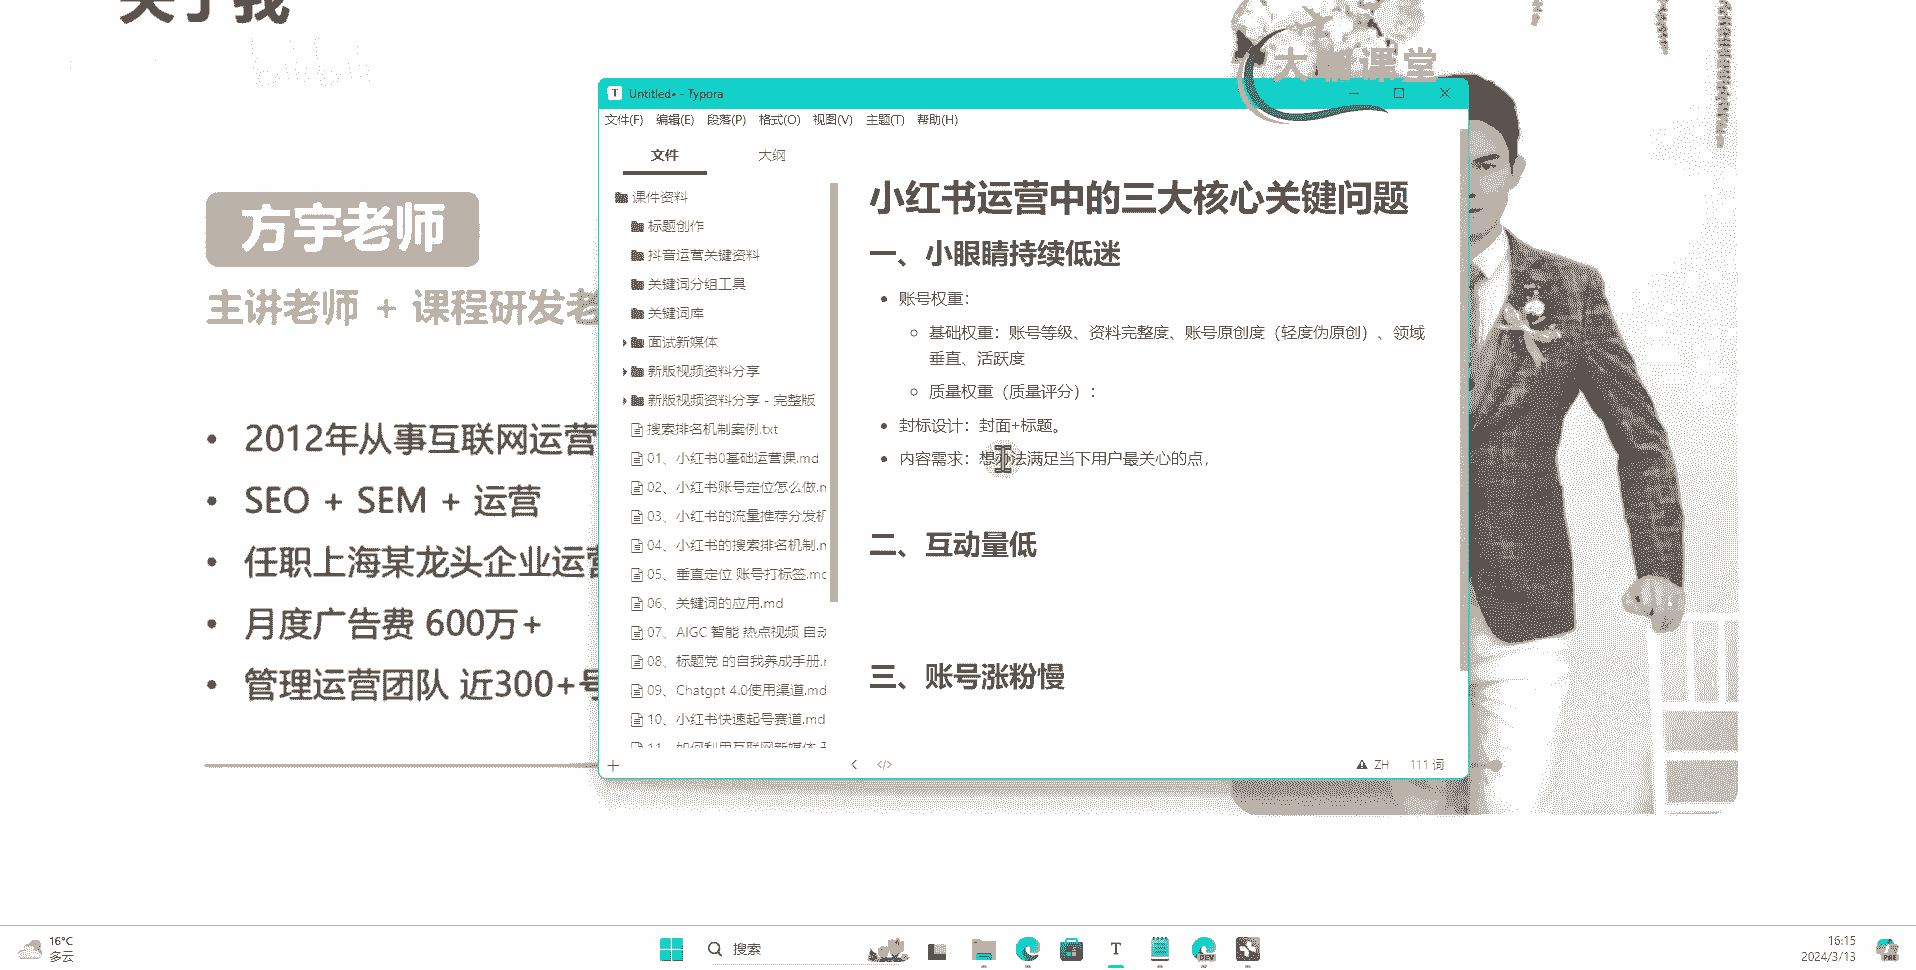 关于我
方宇老师
主讲老师 + 课程研发老
2012年从事互联网运营
SEO + SEM + 运营
任职上海某龙头企业运营
月度广告费 600万+
管理运营团队 近300+号
课堂
Untitled• - Typora
文件(F) 编辑(E) 段落(P) 格式(O) 视图(V) 主题(T) 帮助(H)
文件 大纲
课件资料
标题创作
抖音运营关键资料
关键词分组工具
关键词库
面试新媒体
新版视频资料分享
新版视频资料分享 - 完整版
搜索排名机制案例.txt
01、小红书0基础运营课.md
02、小红书账号定位怎么做.m
03、小红书的流量推荐分发机
04、小红书的搜索排名机制.m
05、垂直定位 账号打标签.md
06、关键词的应用.md
07、AIGC 智能 热点视频 自动
08、标题党 的自我养成手册.m
09、Chatgpt 4.0使用渠道.md
10、小红书快速起号赛道.md
11、如何利用互联网新媒体
小红书运营中的三大核心关键问题
一、小眼睛持续低迷
账号权重：
基础权重：账号等级、资料完整度、账号原创度（轻度伪原创）、领域
垂直、活跃度
质量权重（质量评分）：
封标设计：封面+标题。
内容需求：想办法满足当下用户最关心的点，
二、互动量低
三、账号涨粉慢
ZH 111 词
16°C
多云
搜索
DEV
16:15
2024/3/13
PRE